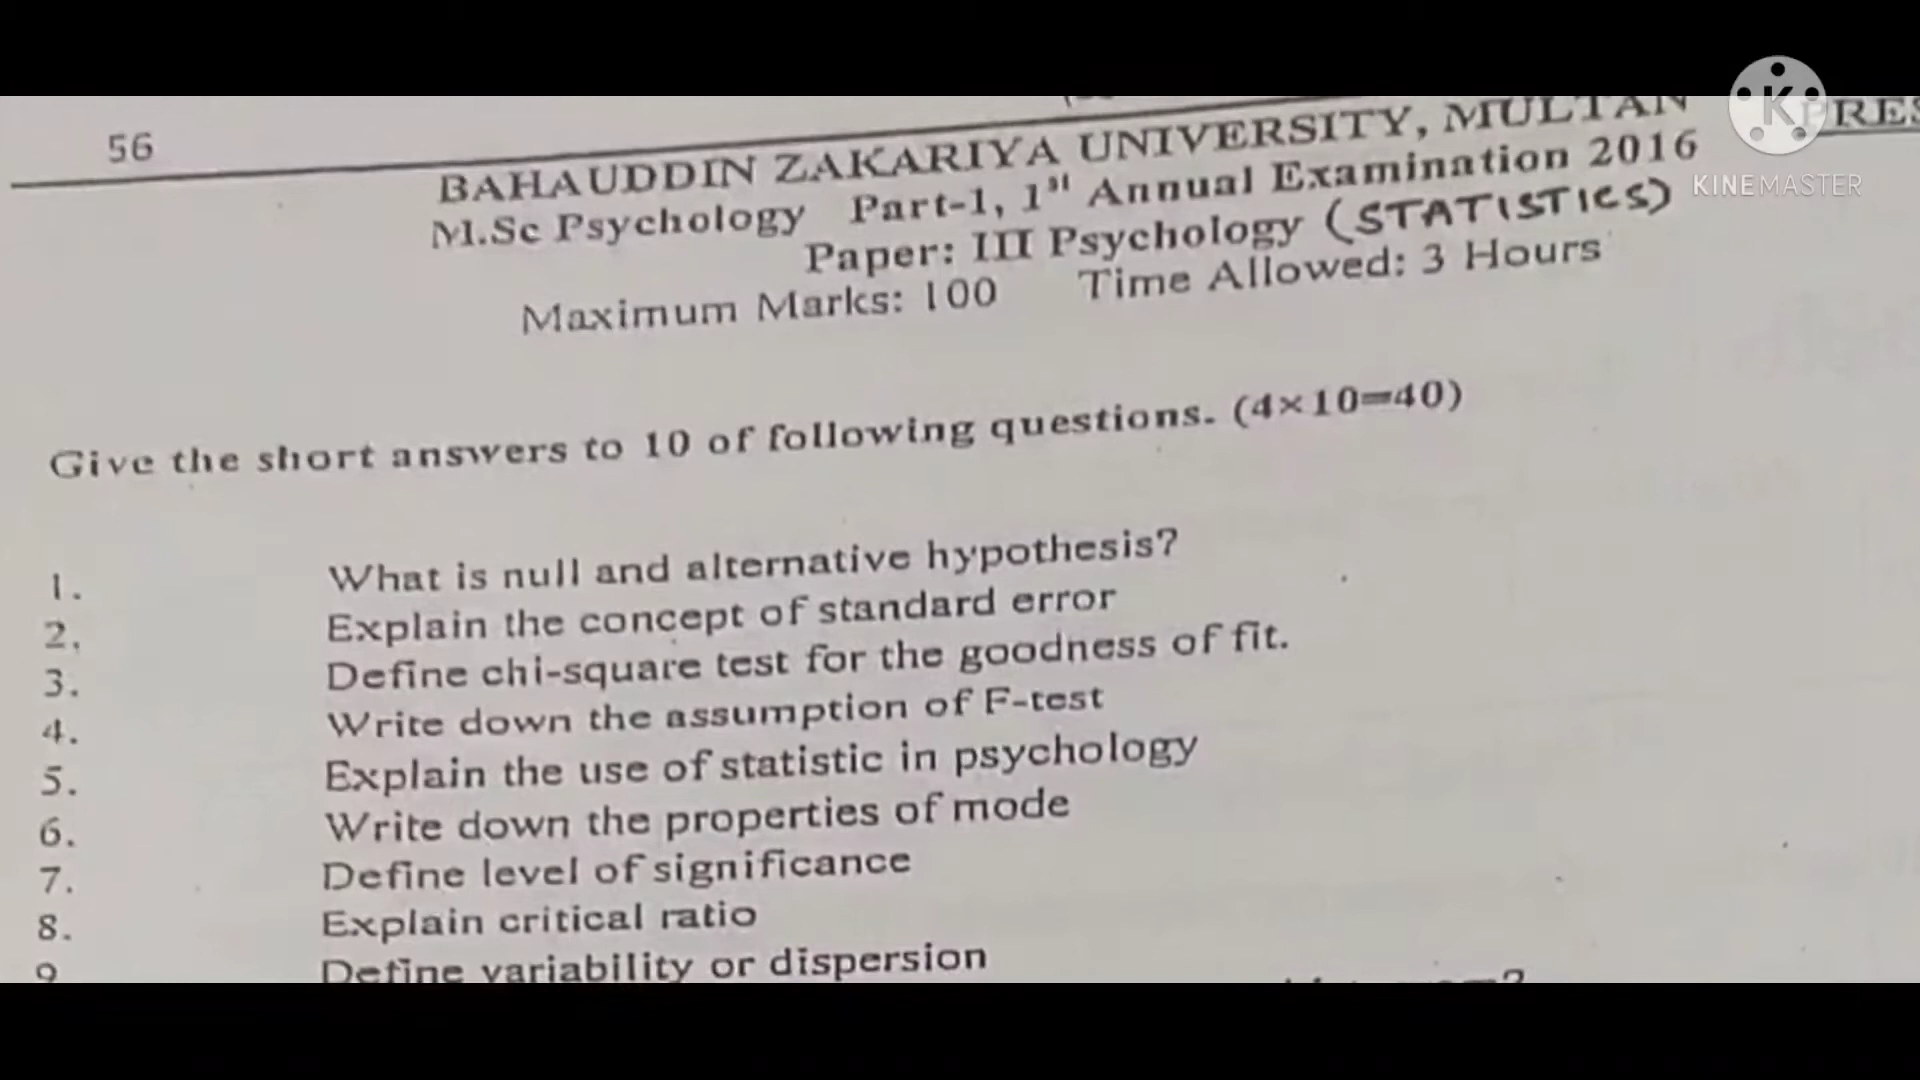 56
BAHAUDDIN ZAKARIYA UNIVERSITY, MULTAN
M.Sc Psychology Part-1, 1st Annual Examination 2016
Paper: III Psychology (STATISTICS)
Maximum Marks: 100 Time Allowed: 3 Hours
KINEMASTER
Give the short answers to 10 of following questions. (4×10=40)
1. What is null and alternative hypothesis?
2. Explain the concept of standard error
3. Define chi-square test for the goodness of fit.
4. Write down the assumption of F-test
5. Explain the use of statistic in psychology
6. Write down the properties of mode
7. Define level of significance
8. Explain critical ratio
9 Define variability or dispersion